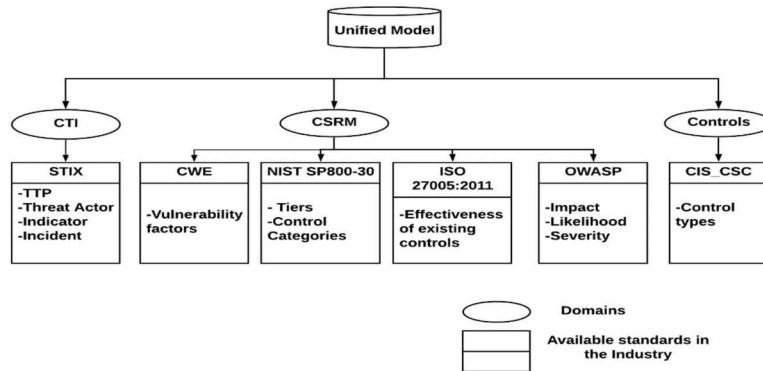 Unified Model
CTI
CSRM
Controls
STIX
-TTP
-Threat Actor
-Indicator
-Incident
CWE
-Vulnerability
factors
NIST SP800-30
- Tiers
-Control
Categories
ISO
27005:2011
-Effectiveness
of existing
controls
OWASP
-Impact
-Likelihood
-Severity
CIS_CSC
-Control
types
Domains
Available standards in
the Industry